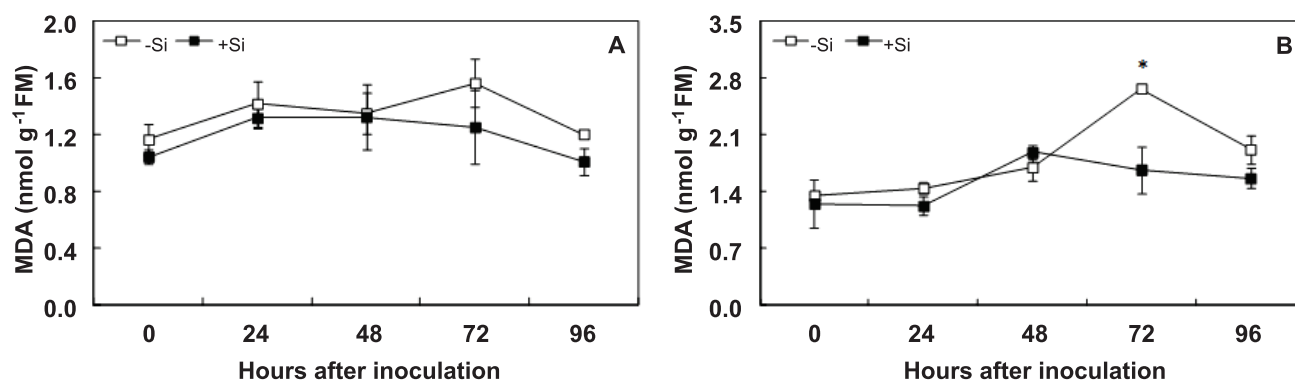 2.0
-Si +Si
A
1.6
1.2
0.8
0.4
0.0
MDA (nmol g⁻¹FM)
0 24 48 72 96
Hours after inoculation
3.5
-Si +Si
B
*
2.8
2.1
1.4
0.7
0.0
MDA (nmol g⁻¹FM)
0 24 48 72 96
Hours after inoculation